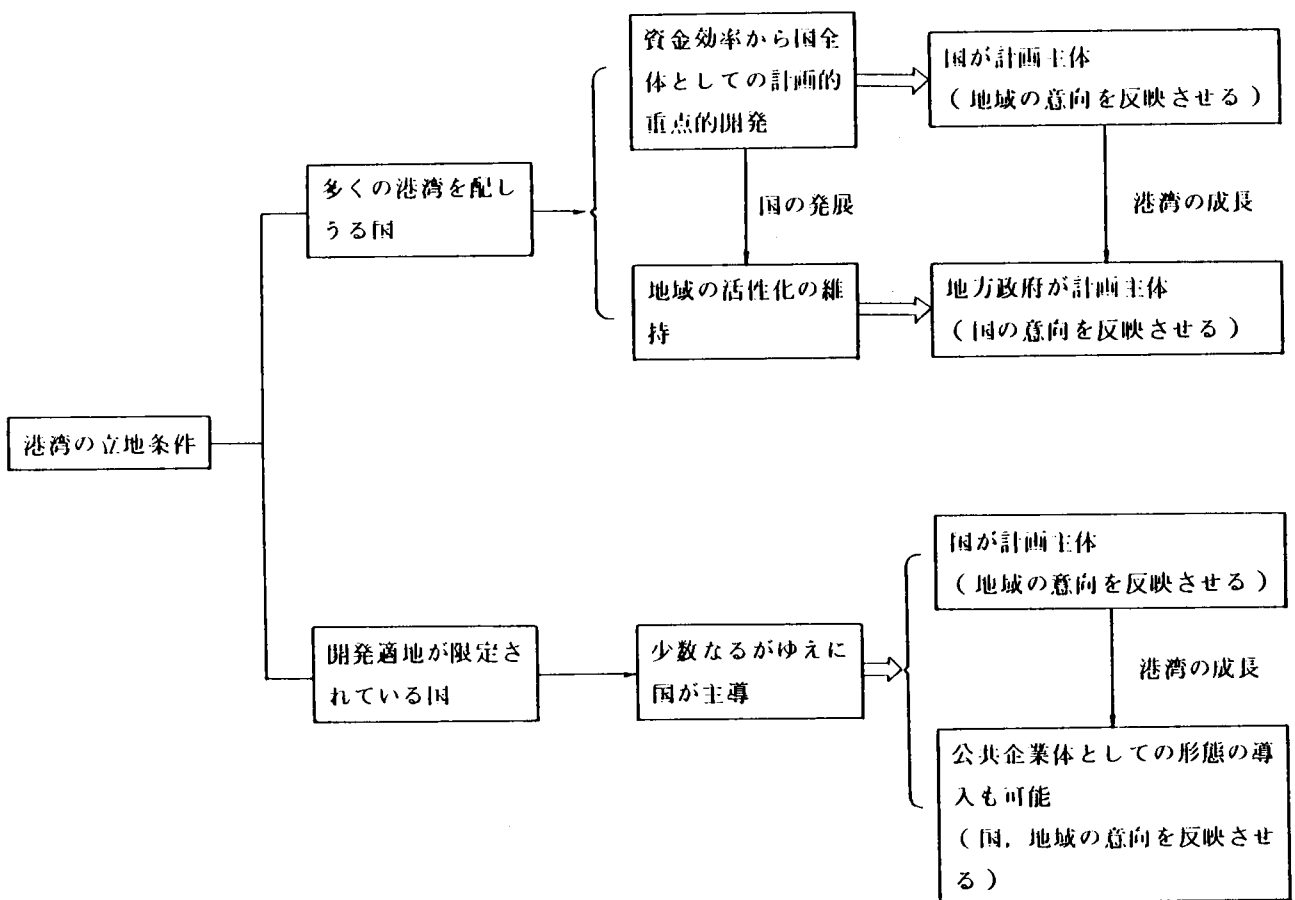 資金効率から国全
体としての計画的
重点的開発
国が計画主体
（地域の意向を反映させる）
多くの港湾を配し
うる国
国の発展
港湾の成長
地域の活性化の維
持
地方政府が計画主体
（国の意向を反映させる）
港湾の立地条件
国が計画主体
（地域の意向を反映させる）
開発適地が限定さ
れている国
少数なるがゆえに
国が主導
港湾の成長
公共企業体としての形態の導
入も可能
（国，地域の意向を反映させ
る）